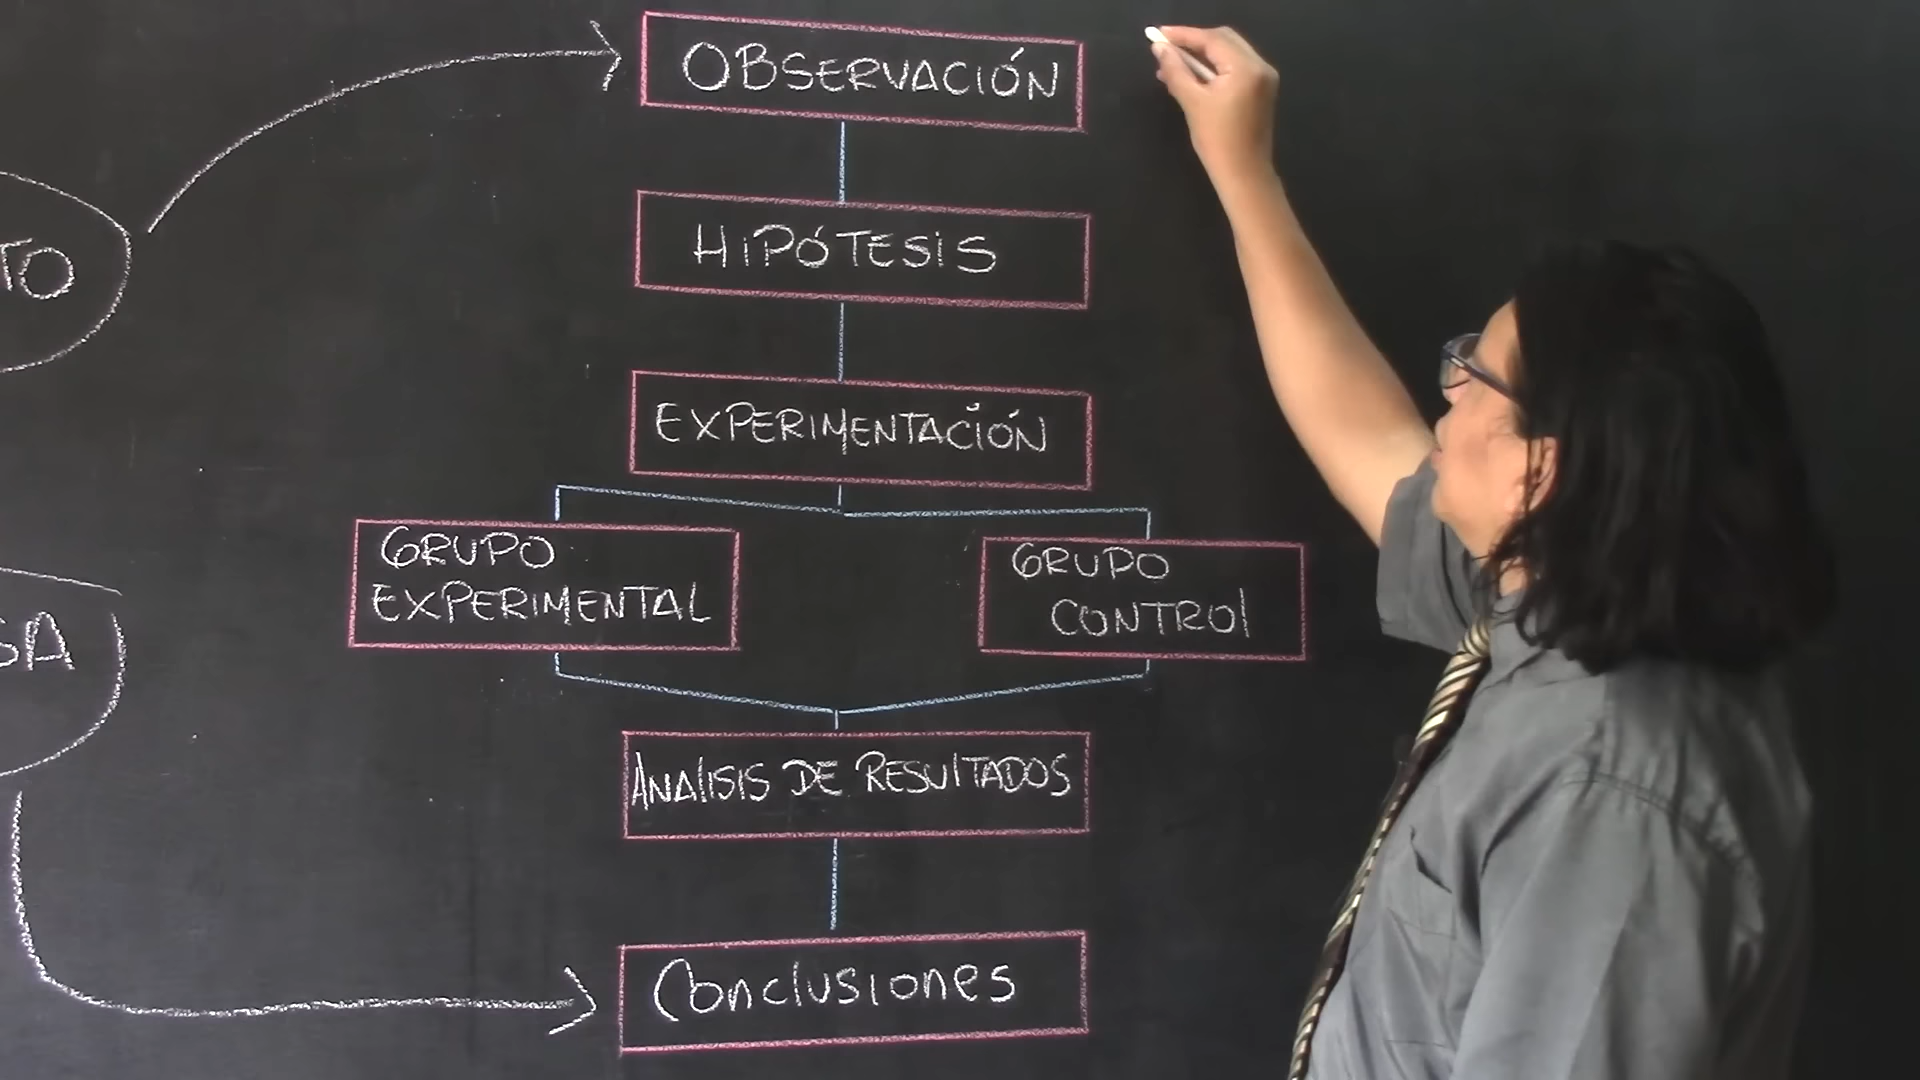 OBSERVACIÓN
HIPÓTESIS
EXPERIMENTACIÓN
GRUPO
EXPERIMENTAL
GRUPO
CONTROL
ANALISIS DE RESULTADOS
CONCLUSIONES